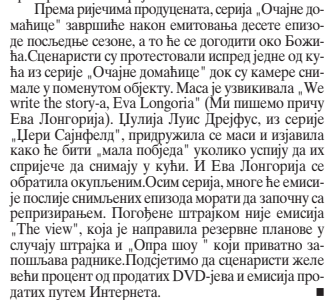 Према ријечима продуцената, серија „Очајне до-
маћице" завршиће након емитовања десете епизо-
де посљедње сезоне, а то ће се догодити око Божи-
ћа.Сценаристи су протестовали испред једне од ку-
ћа из серије „Очајне домаћице" док су камере сни-
мале у поменутом објекту. Маса је узвикивала „We
write the story-a, Eva Longoria" (Ми пишемо причу
Ева Лонгорија). Џулија Луис Дрејфус, из серије
„Џери Сајнфелд", придружила се маси и изјавила
како ће бити „мала побједа" уколико успију да их
спријече да снимају у кући. И Ева Лонгорија се
обратила окупљеним.Осим серија, многе ће емиси-
је послије снимљених епизода морати да започну са
репризирањем. Погођене штрајком није емисија
„The view", која је направила резервне планове у
случају штрајка и „Опра шоу " који приватно за-
пошљава раднике.Подсјетимо да сценаристи желе
већи процент од продатих DVD-јева и емисија про-
датих путем Интернета. ■